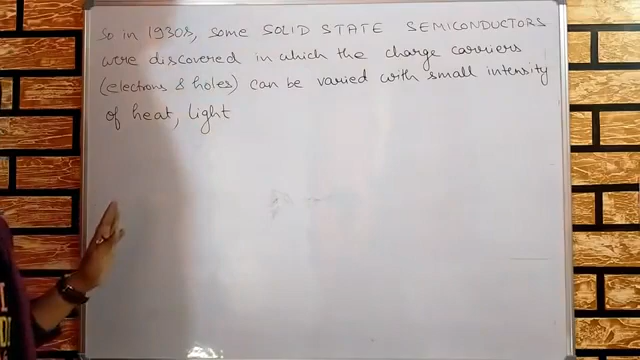 So in 1930s, some SOLID STATE SEMICONDUCTORS
were discovered in which the charge carriers
(electrons & holes) can be varied with small intensity
of heat, light